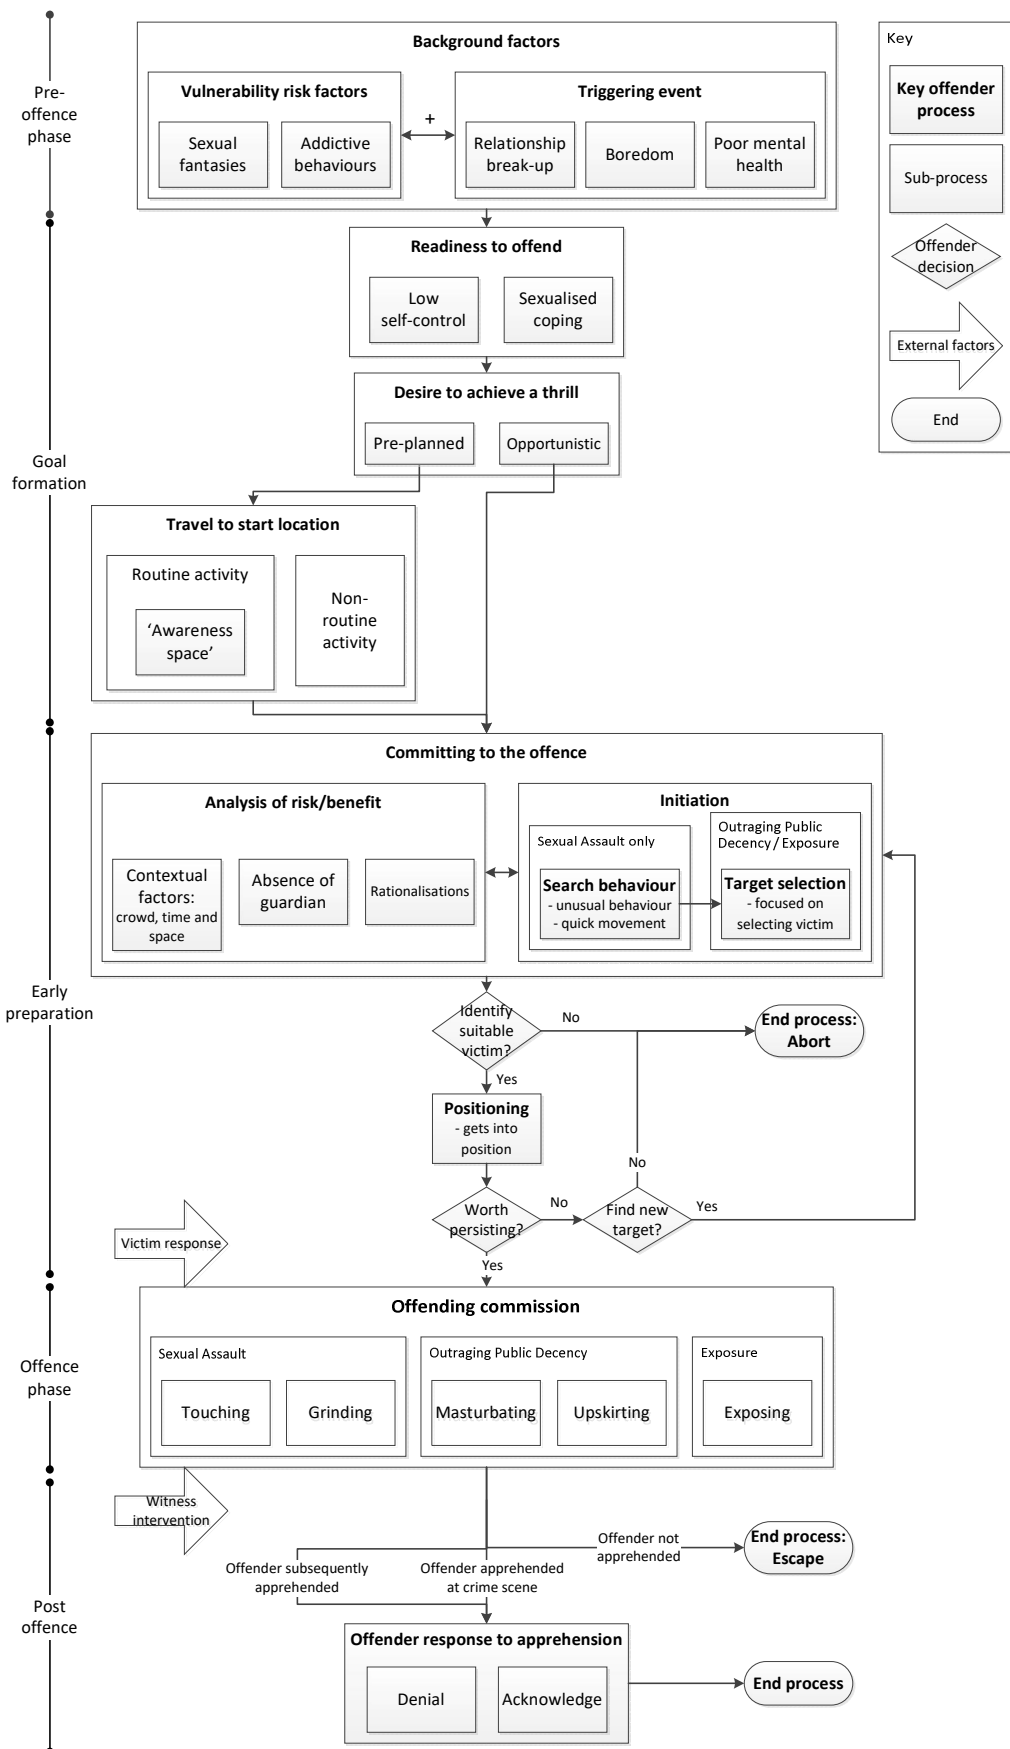 Background factors
Key
Pre-
offence
phase
Vulnerability risk factors
Triggering event
Sexual
fantasies
Addictive
behaviours
+
Relationship
break-up
Boredom
Poor mental
health
Key offender
process
Sub-process
Offender
decision
External factors
End
Readiness to offend
Low
self-control
Sexualised
coping
Desire to achieve a thrill
Pre-planned
Opportunistic
Goal
formation
Travel to start location
Routine activity
‘Awareness
space’
Non-
routine
activity
Committing to the offence
Analysis of risk/benefit
Contextual
factors:
crowd, time and
space
Absence of
guardian
Rationalisations
Initiation
Sexual Assault only
Search behaviour
- unusual behaviour
- quick movement
Outraging Public
Decency / Exposure
Target selection
- focused on
selecting victim
Early
preparation
Identify
suitable
victim?
No
End process:
Abort
Yes
Positioning
- gets into
position
No
Worth
persisting?
No
Find new
target?
Yes
Victim response
Yes
Offending commission
Offence
phase
Sexual Assault
Touching
Grinding
Outraging Public Decency
Masturbating
Upskirting
Exposure
Exposing
Witness
intervention
Offender subsequently
apprehended
Offender apprehended
at crime scene
Offender not
apprehended
End process:
Escape
Post
offence
Offender response to apprehension
Denial
Acknowledge
End process